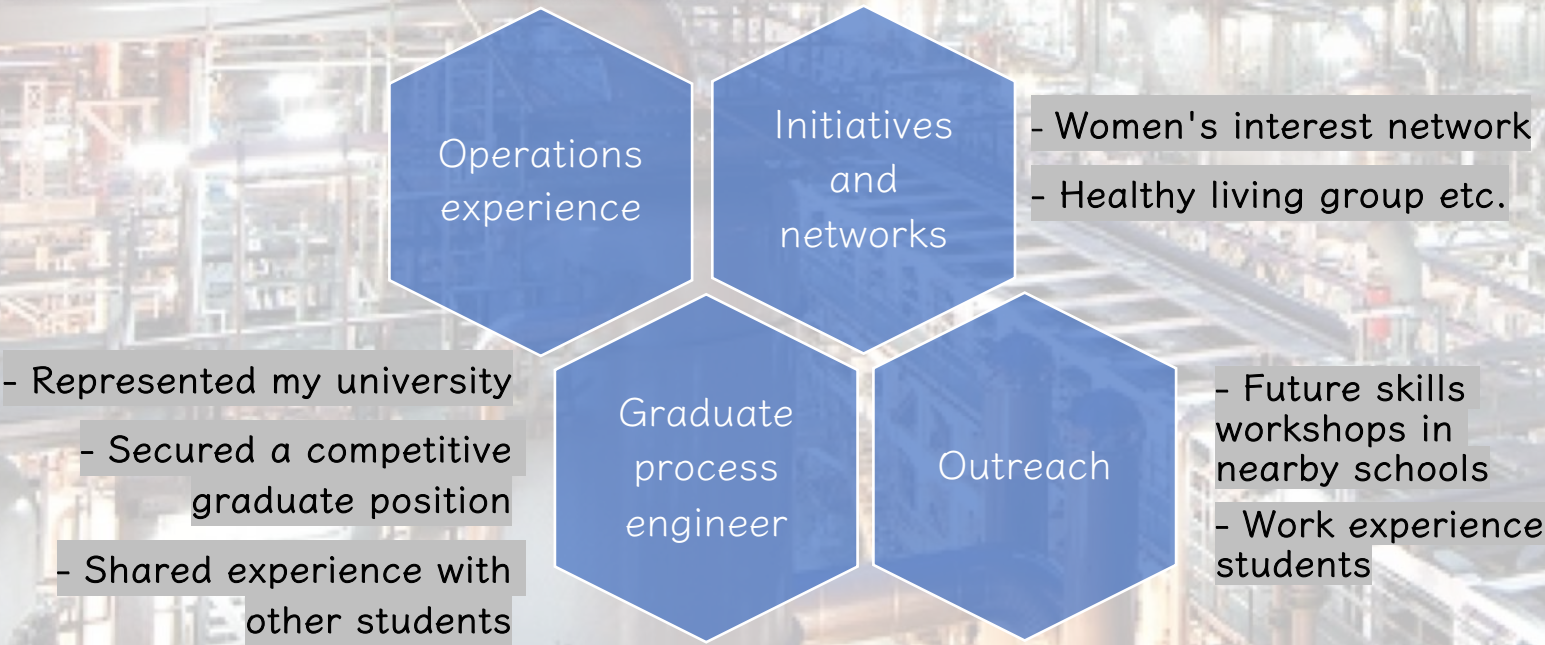 Operations
experience
Initiatives
and
networks
- Women's interest network
- Healthy living group etc.
- Represented my university
- Secured a competitive
graduate position
- Shared experience with
other students
Graduate
process
engineer
Outreach
- Future skills
workshops in
nearby schools
- Work experience
students